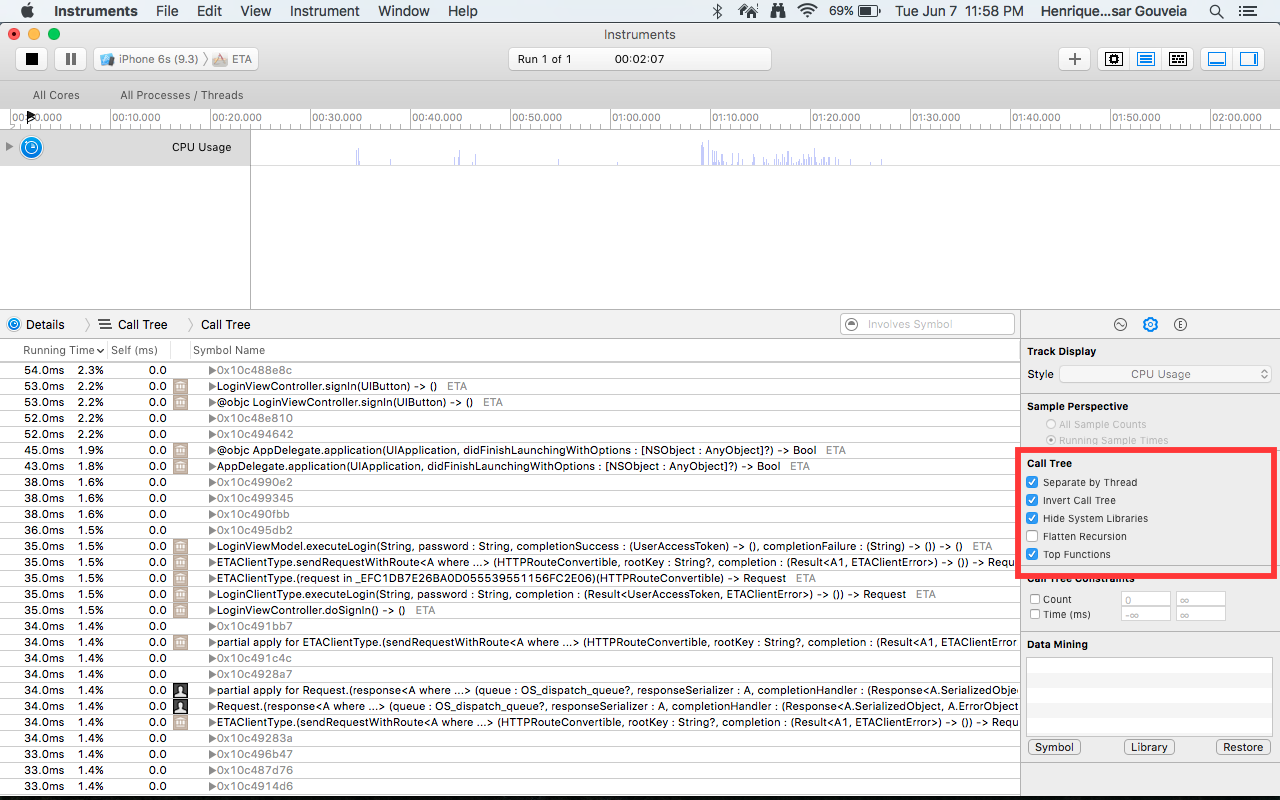 Instruments File Edit View Instrument Window Help 69% Tue Jun 7 11:58 PM Henrique...sar Gouveia
Instruments
iPhone 6s (9.3) ETA Run 1 of 1 00:02:07
All Cores All Processes / Threads
00:10.000 00:20.000 00:30.000 00:40.000 00:50.000 01:00.000 01:10.000 01:20.000 01:30.000 01:40.000 01:50.000 02:00.000
CPU Usage
Details Call Tree Call Tree Involves Symbol
Running Time Self (ms) Symbol Name
54.0ms 2.3% 0.0 0x10c488e8c
53.0ms 2.2% 0.0 LoginViewController.signIn(UIButton) -> () ETA
53.0ms 2.2% 0.0 @objc LoginViewController.signIn(UIButton) -> () ETA
52.0ms 2.2% 0.0 0x10c48e810
52.0ms 2.2% 0.0 0x10c494642
45.0ms 1.9% 0.0 @objc AppDelegate.application(UIApplication, didFinishLaunchingWithOptions : [NSObject : AnyObject]?) -> Bool ETA
43.0ms 1.8% 0.0 AppDelegate.application(UIApplication, didFinishLaunchingWithOptions : [NSObject : AnyObject]?) -> Bool ETA
38.0ms 1.6% 0.0 0x10c4990e2
38.0ms 1.6% 0.0 0x10c499345
38.0ms 1.6% 0.0 0x10c490fbb
36.0ms 1.5% 0.0 0x10c495db2
35.0ms 1.5% 0.0 LoginViewModel.executeLogin(String, password : String, completionSuccess : (UserAccessToken) -> (), completionFailure : (String) -> ()) -> () ETA
35.0ms 1.5% 0.0 ETAClientType.sendRequestWithRoute<A where ...> (HTTPRouteConvertible, rootKey : String?, completion : (Result<A1, ETAClientError>) -> ()) -> Requ
35.0ms 1.5% 0.0 ETAClientType.(request in _EFC1DB7E26BA0D055539551156FC2E06)(HTTPRouteConvertible) -> Request ETA
35.0ms 1.5% 0.0 LoginClientType.executeLogin(String, password : String, completion : (Result<UserAccessToken, ETAClientError>) -> ()) -> Request ETA
35.0ms 1.5% 0.0 LoginViewController.doSignIn() -> () ETA
34.0ms 1.4% 0.0 0x10c491bb7
34.0ms 1.4% 0.0 partial apply for ETAClientType.(sendRequestWithRoute<A where ...> (HTTPRouteConvertible, rootKey : String?, completion : (Result<A1, ETAClientError
34.0ms 1.4% 0.0 0x10c491c4c
34.0ms 1.4% 0.0 0x10c4928a7
34.0ms 1.4% 0.0 partial apply for Request.(response<A where ...> (queue : OS_dispatch_queue?, responseSerializer : A, completionHandler : (Response<A.SerializedObjec
34.0ms 1.4% 0.0 Request.(response<A where ...> (queue : OS_dispatch_queue?, responseSerializer : A, completionHandler : (Response<A.SerializedObject, A.ErrorObject
34.0ms 1.4% 0.0 ETAClientType.(sendRequestWithRoute<A where ...> (HTTPRouteConvertible, rootKey : String?, completion : (Result<A1, ETAClientError>) -> ()) -> Requ
34.0ms 1.4% 0.0 0x10c49283a
33.0ms 1.4% 0.0 0x10c496b47
33.0ms 1.4% 0.0 0x10c487d76
33.0ms 1.4% 0.0 0x10c4914d6
E
Track Display
Style CPU Usage
Sample Perspective
All Sample Counts
Running Sample Times
Call Tree
Separate by Thread
Invert Call Tree
Hide System Libraries
Flatten Recursion
Top Functions
Call Tree Constraints
Count 0 ∞
Time (ms) -∞ ∞
Data Mining
Symbol Library Restore